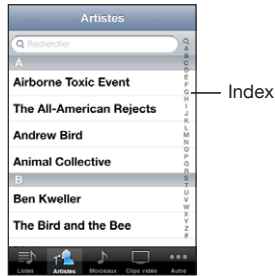 Artistes
Rechercher
A
Airborne Toxic Event
The All-American Rejects
Andrew Bird
Animal Collective
B
Ben Kweller
The Bird and the Bee
A
B
C
D
E
F
G
H
I
J
K
L
M
N
O
P
Q
R
S
T
U
V
W
X
Y
Z
#
Index
Listes Artistes Morceaux Clips vidéo Autre